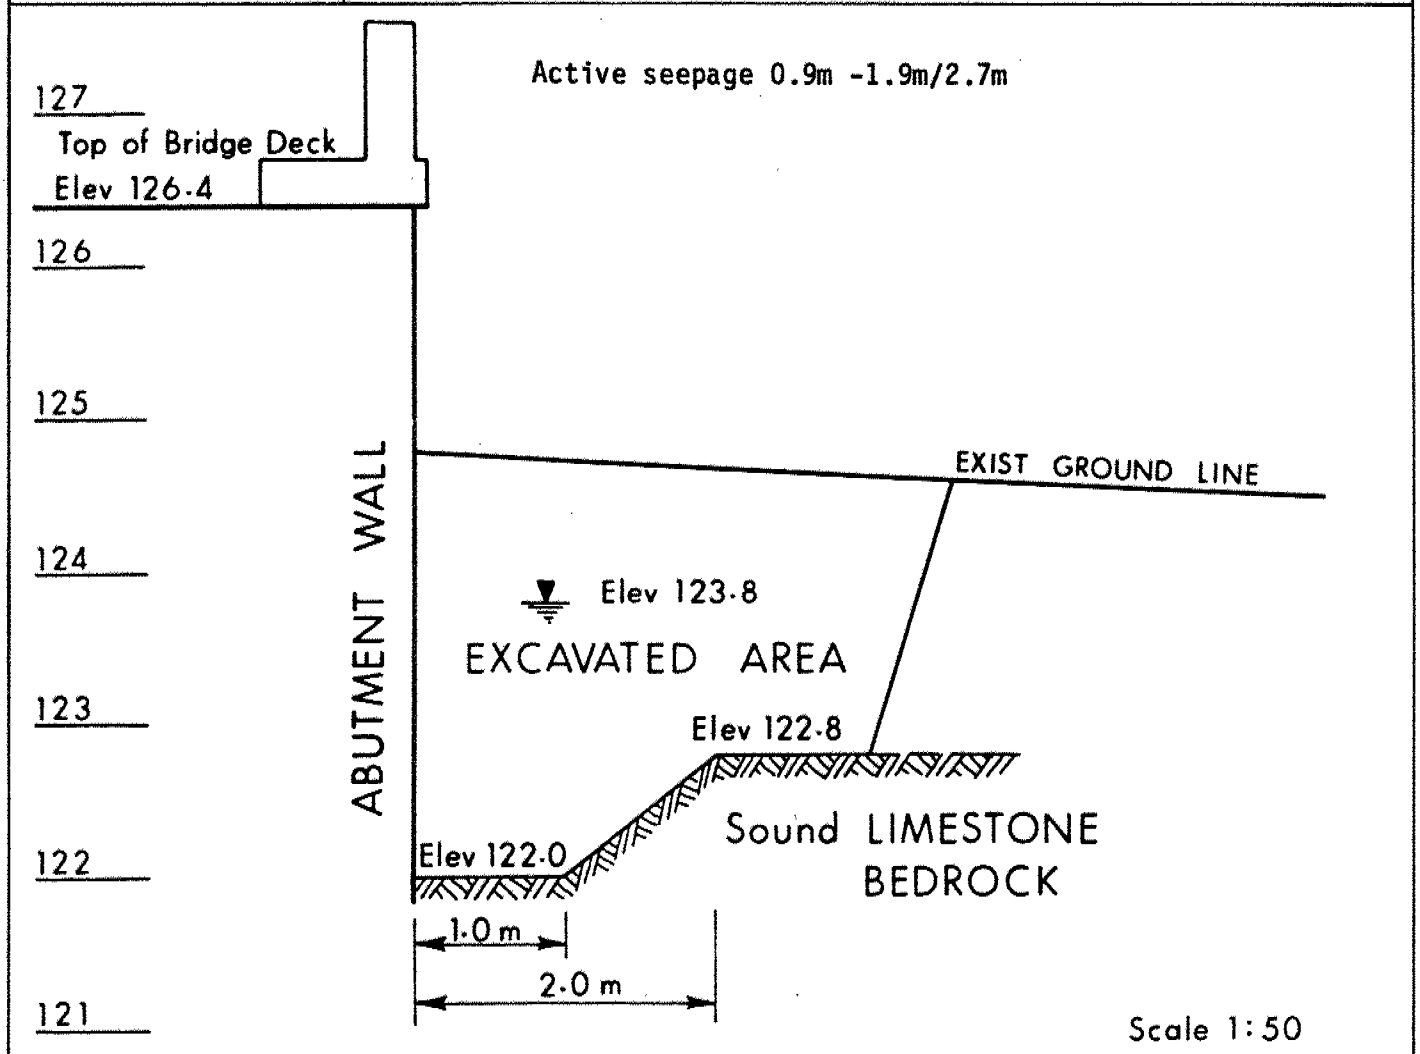 Active seepage 0.9m -1.9m/2.7m
127
Top of Bridge Deck
Elev 126.4
126
125
EXIST GROUND LINE
ABUTMENT WALL
124
Elev 123.8
EXCAVATED AREA
123
Elev 122.8
Sound LIMESTONE
BEDROCK
Elev 122.0
122
1.0 m
2.0 m
121
Scale 1:50